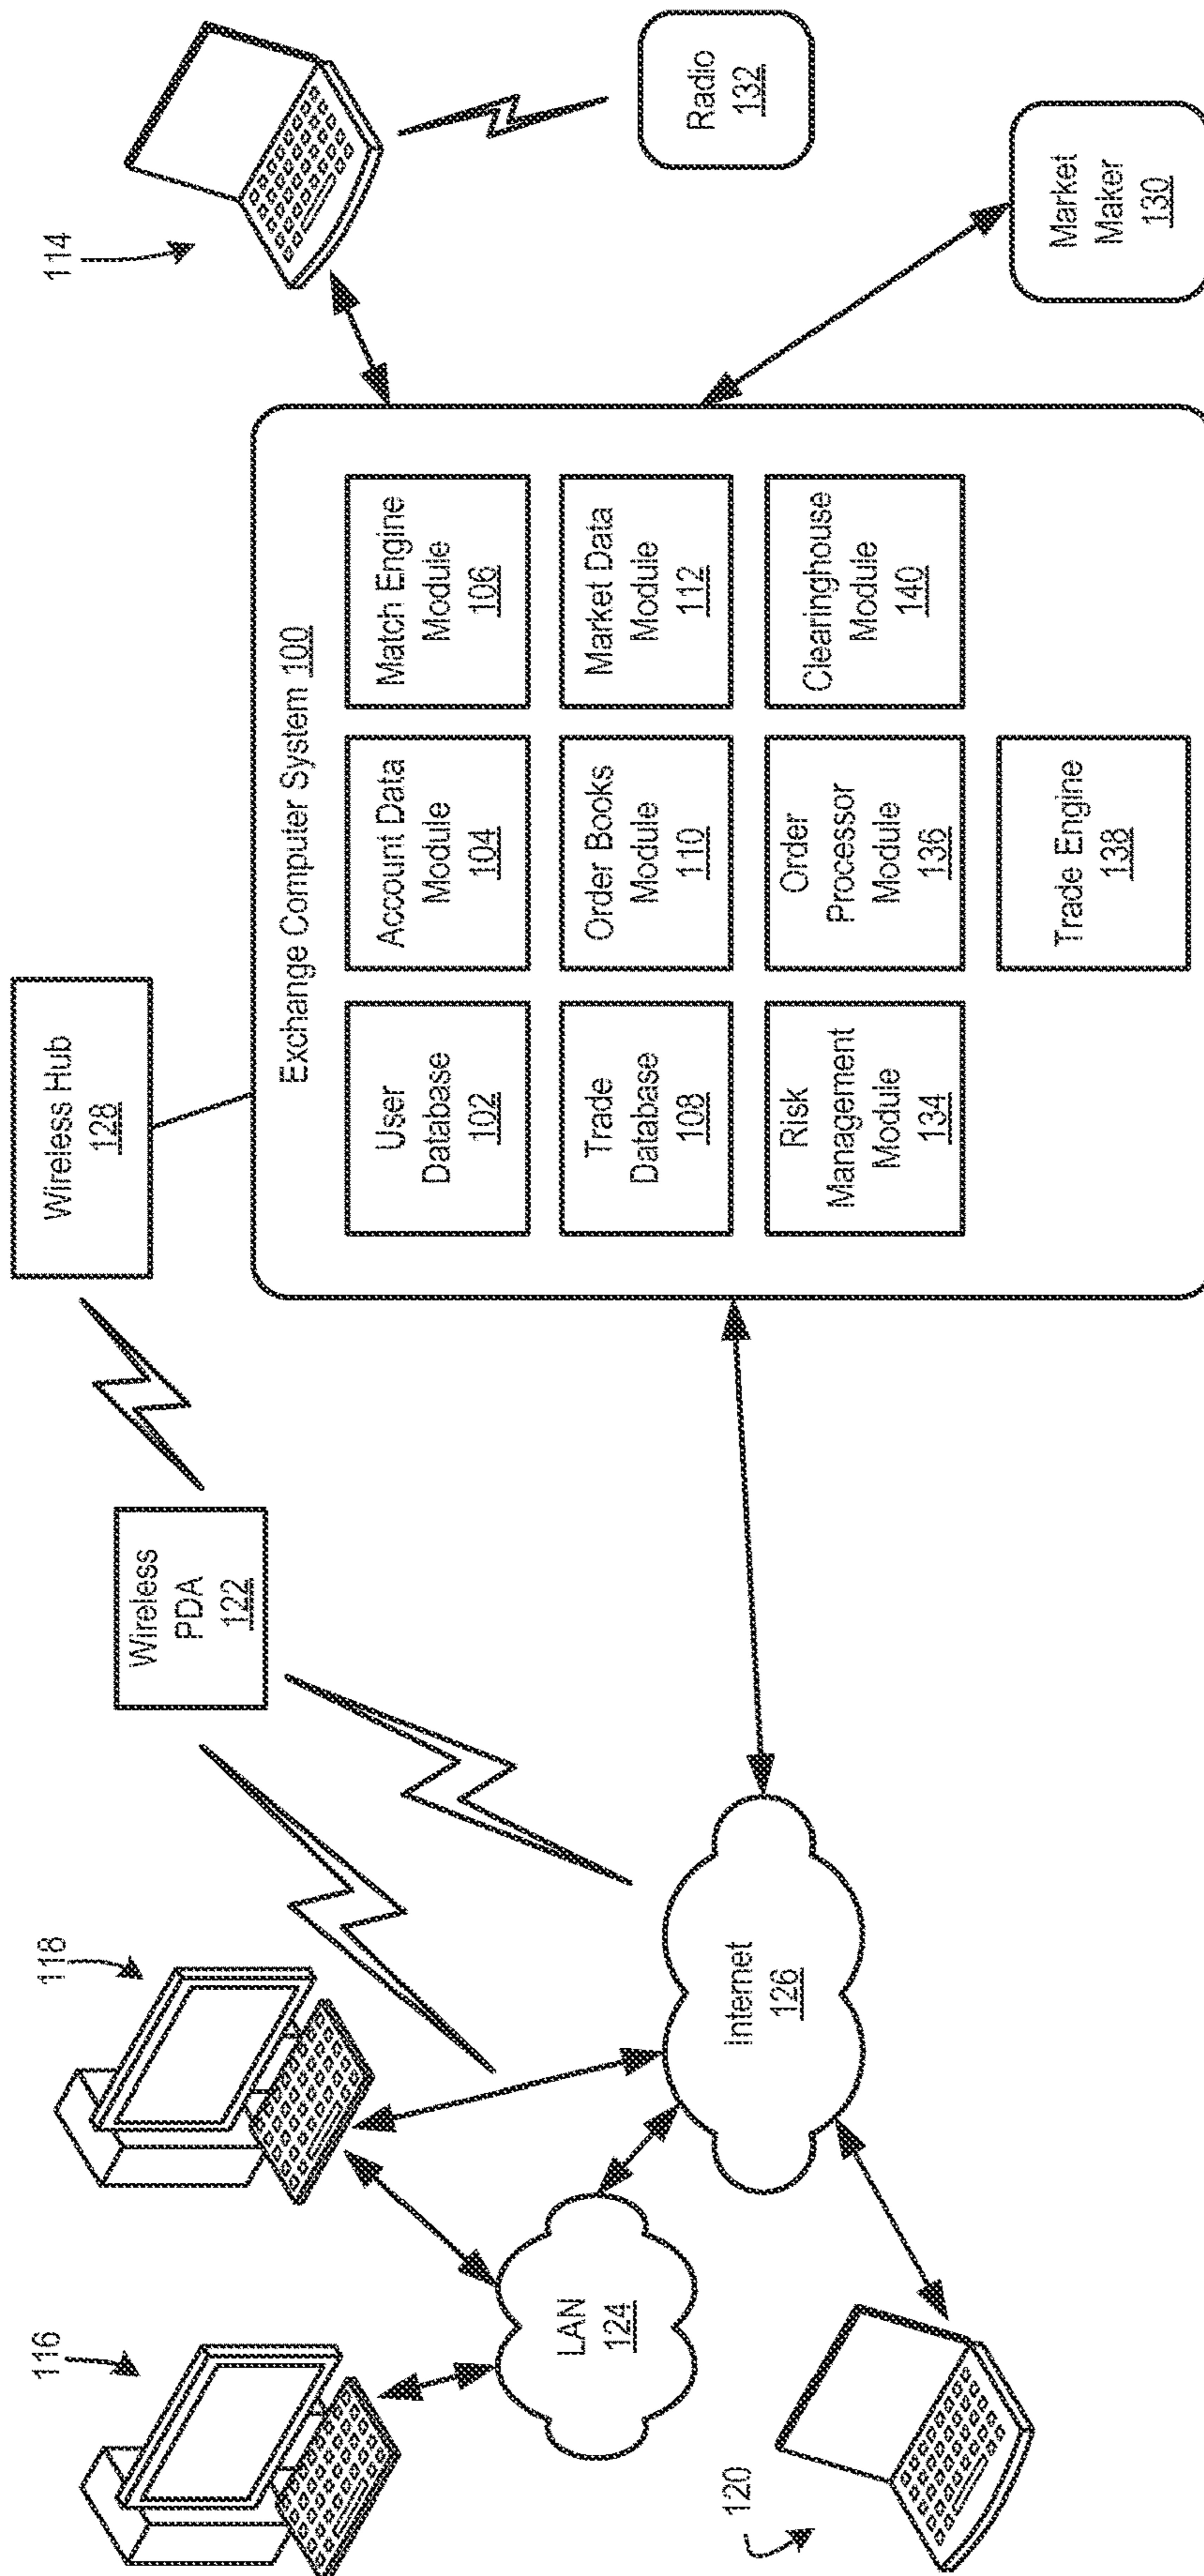 116
118
Wireless
PDA
122
Wireless Hub
128
114
LAN
124
Internet
126
120
Exchange Computer System 100
User
Database
102
Account Data
Module
104
Match Engine
Module
106
Trade
Database
108
Order Books
Module
110
Market Data
Module
112
Risk
Management
Module
134
Order
Processor
Module
136
Clearinghouse
Module
140
Trade Engine
138
Radio
132
Market
Maker
130